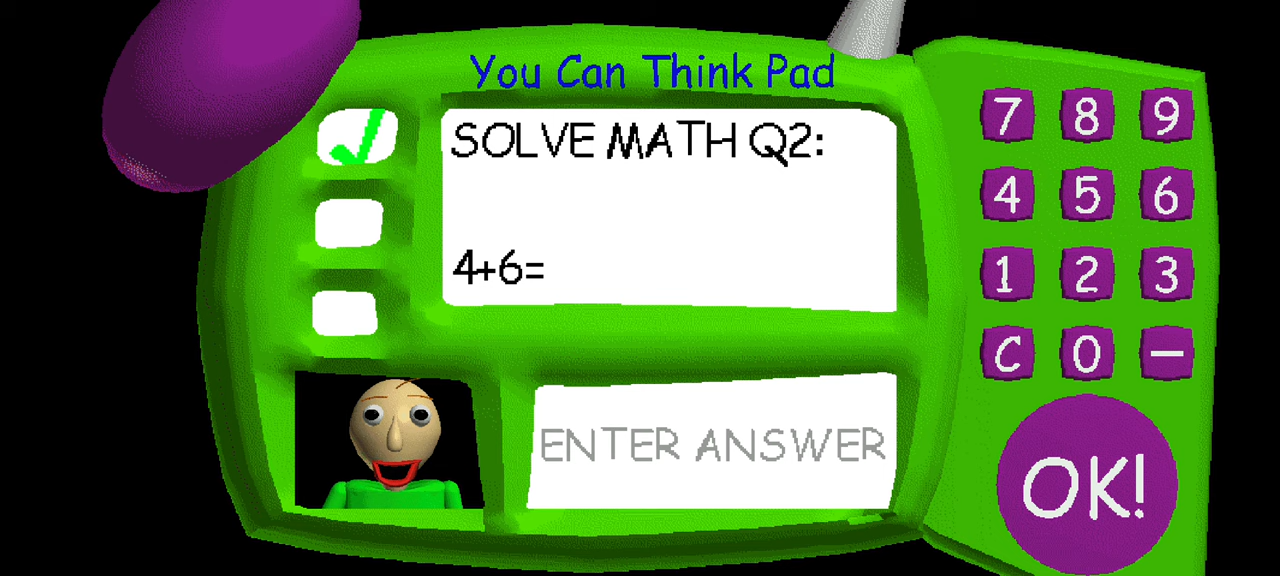 You Can Think Pad
SOLVE MATH Q2:
4+6=
ENTER ANSWER
7 8 9
4 5 6
1 2 3
C 0 −
OK!